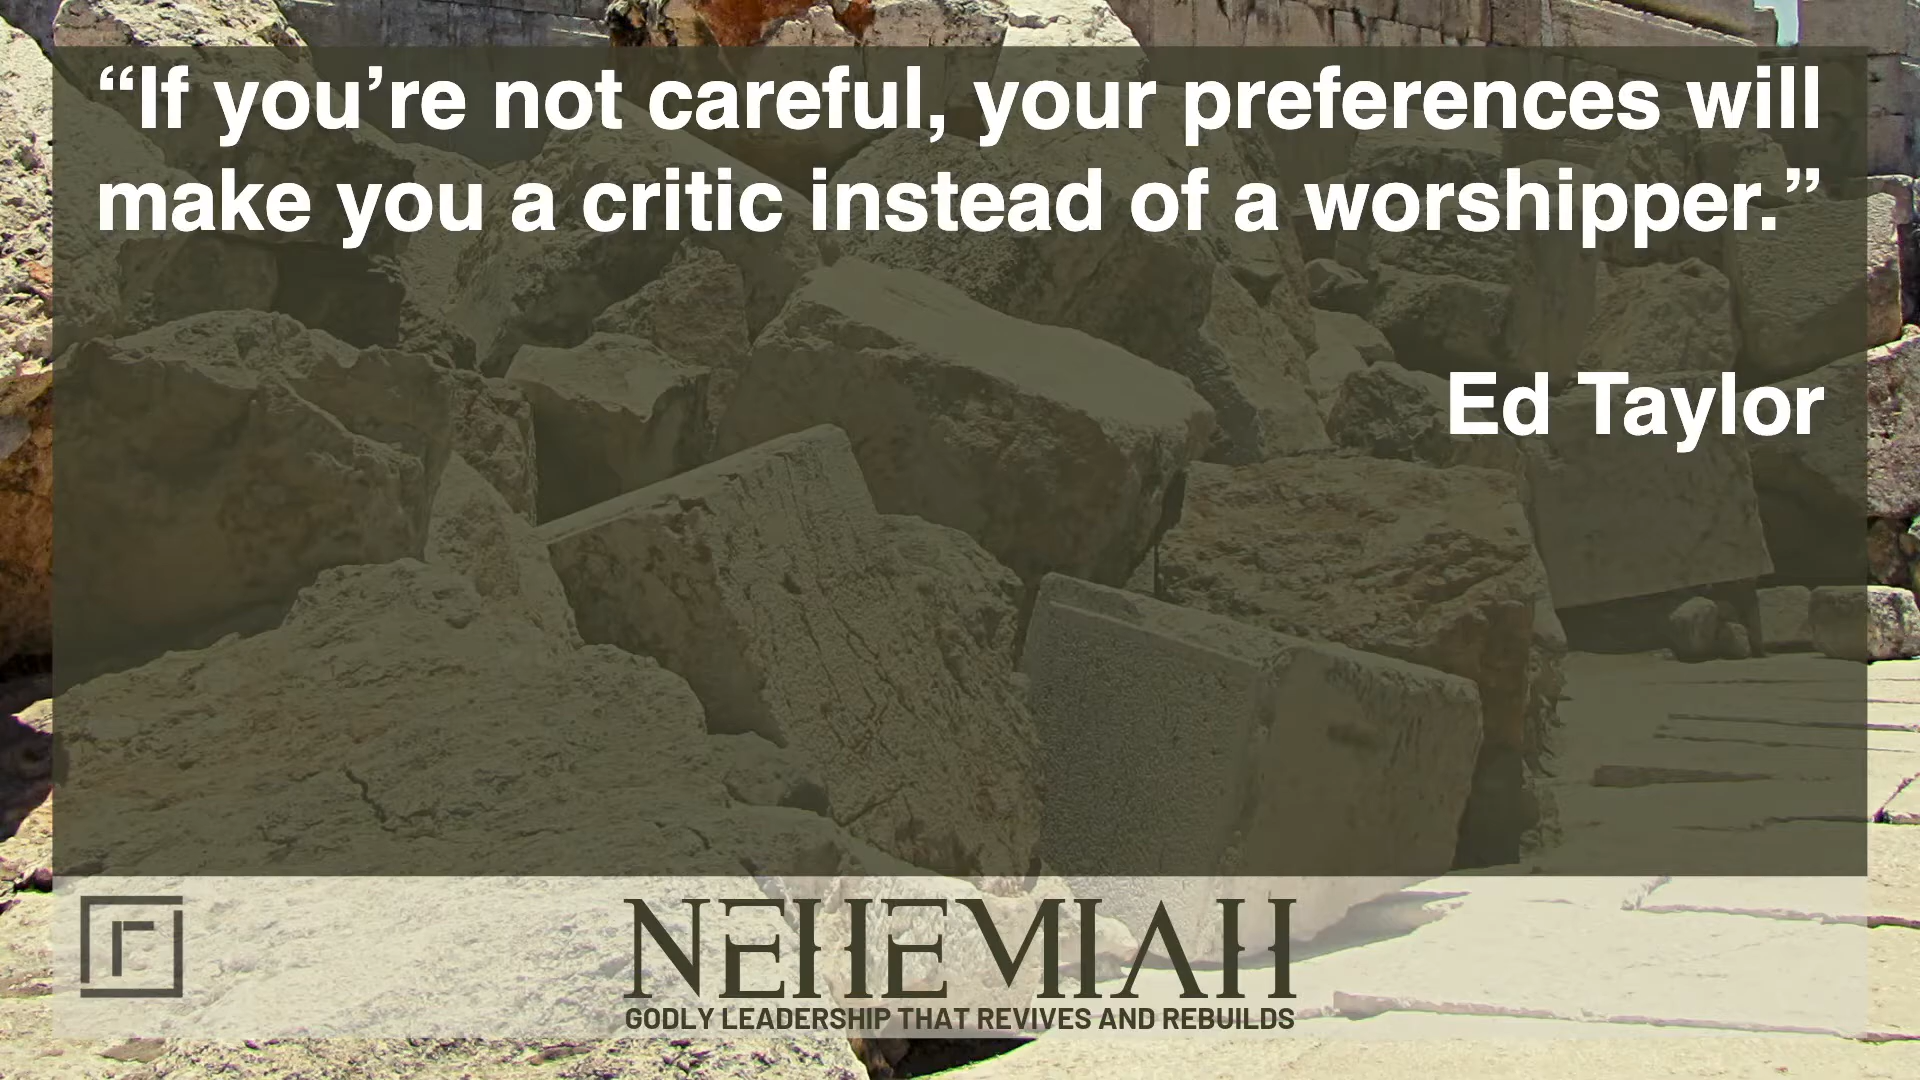 “If you’re not careful, your preferences will
make you a critic instead of a worshipper.”
Ed Taylor
NEHEMIAH
GODLY LEADERSHIP THAT REVIVES AND REBUILDS